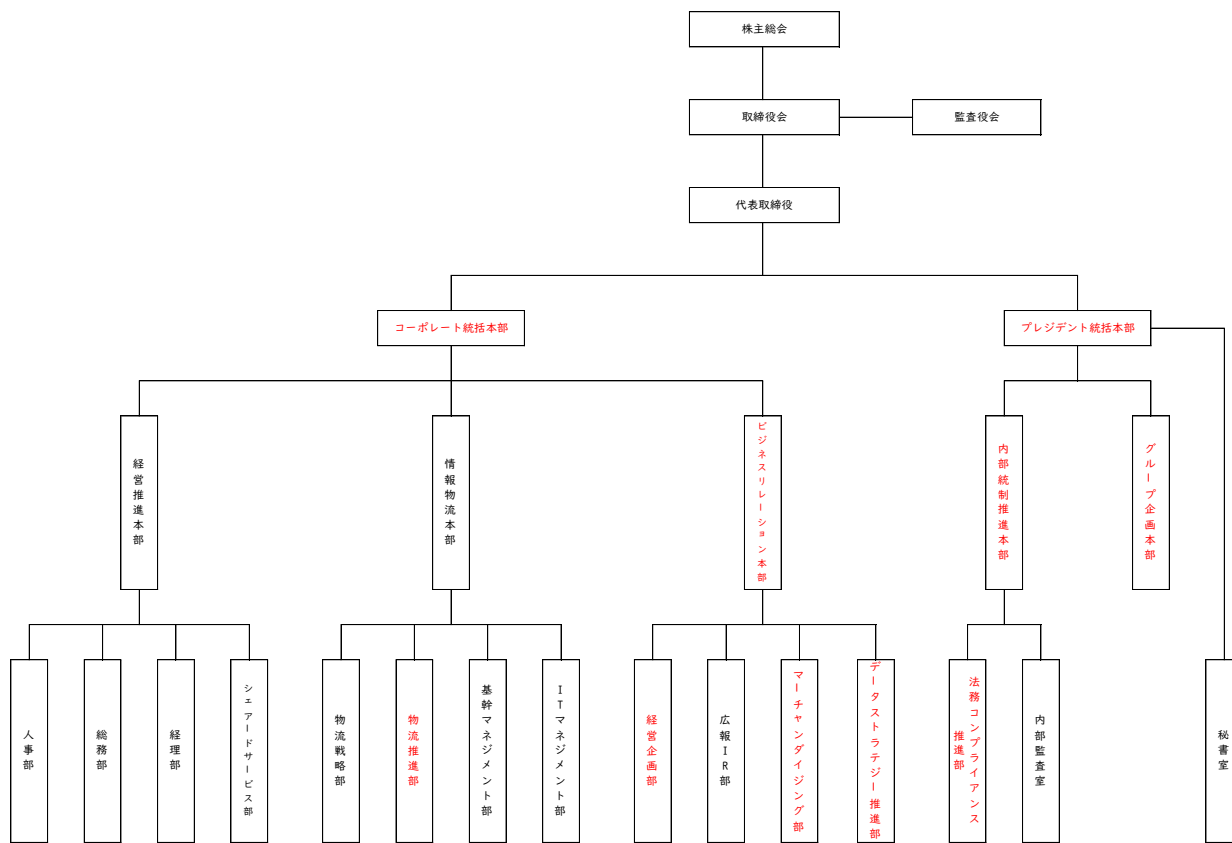 株主総会
取締役会
監査役会
代表取締役
コーポレート統括本部
プレジデント統括本部
経営推進本部
情報物流本部
ビジネスリレーション本部
内部統制推進本部
グループ企画本部
人事部
総務部
経理部
シェアードサービス部
物流戦略部
物流推進部
基幹マネジメント部
ITマネジメント部
経営企画部
広報IR部
マーチャンダイジング部
データストラテジー推進部
法務コンプライアンス
推進部
内部監査室
秘書室